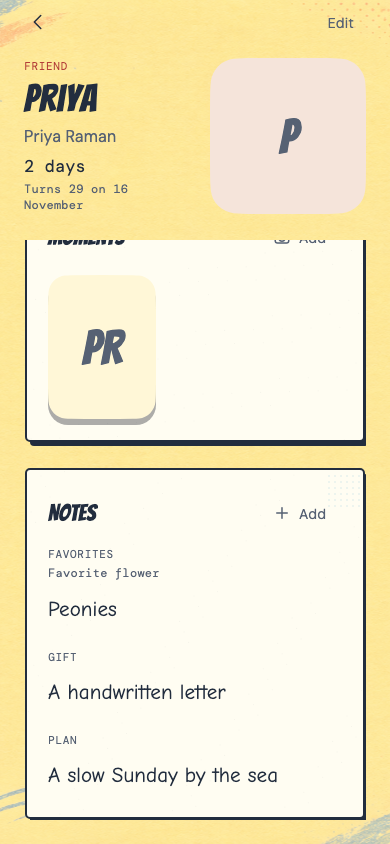 Edit
FRIEND
PRIYA
Priya Raman
2 days
Turns 29 on 16
November
P
MOMENTS
Add
PR
NOTES
+ Add
FAVORITES
Favorite flower
Peonies
GIFT
A handwritten letter
PLAN
A slow Sunday by the sea